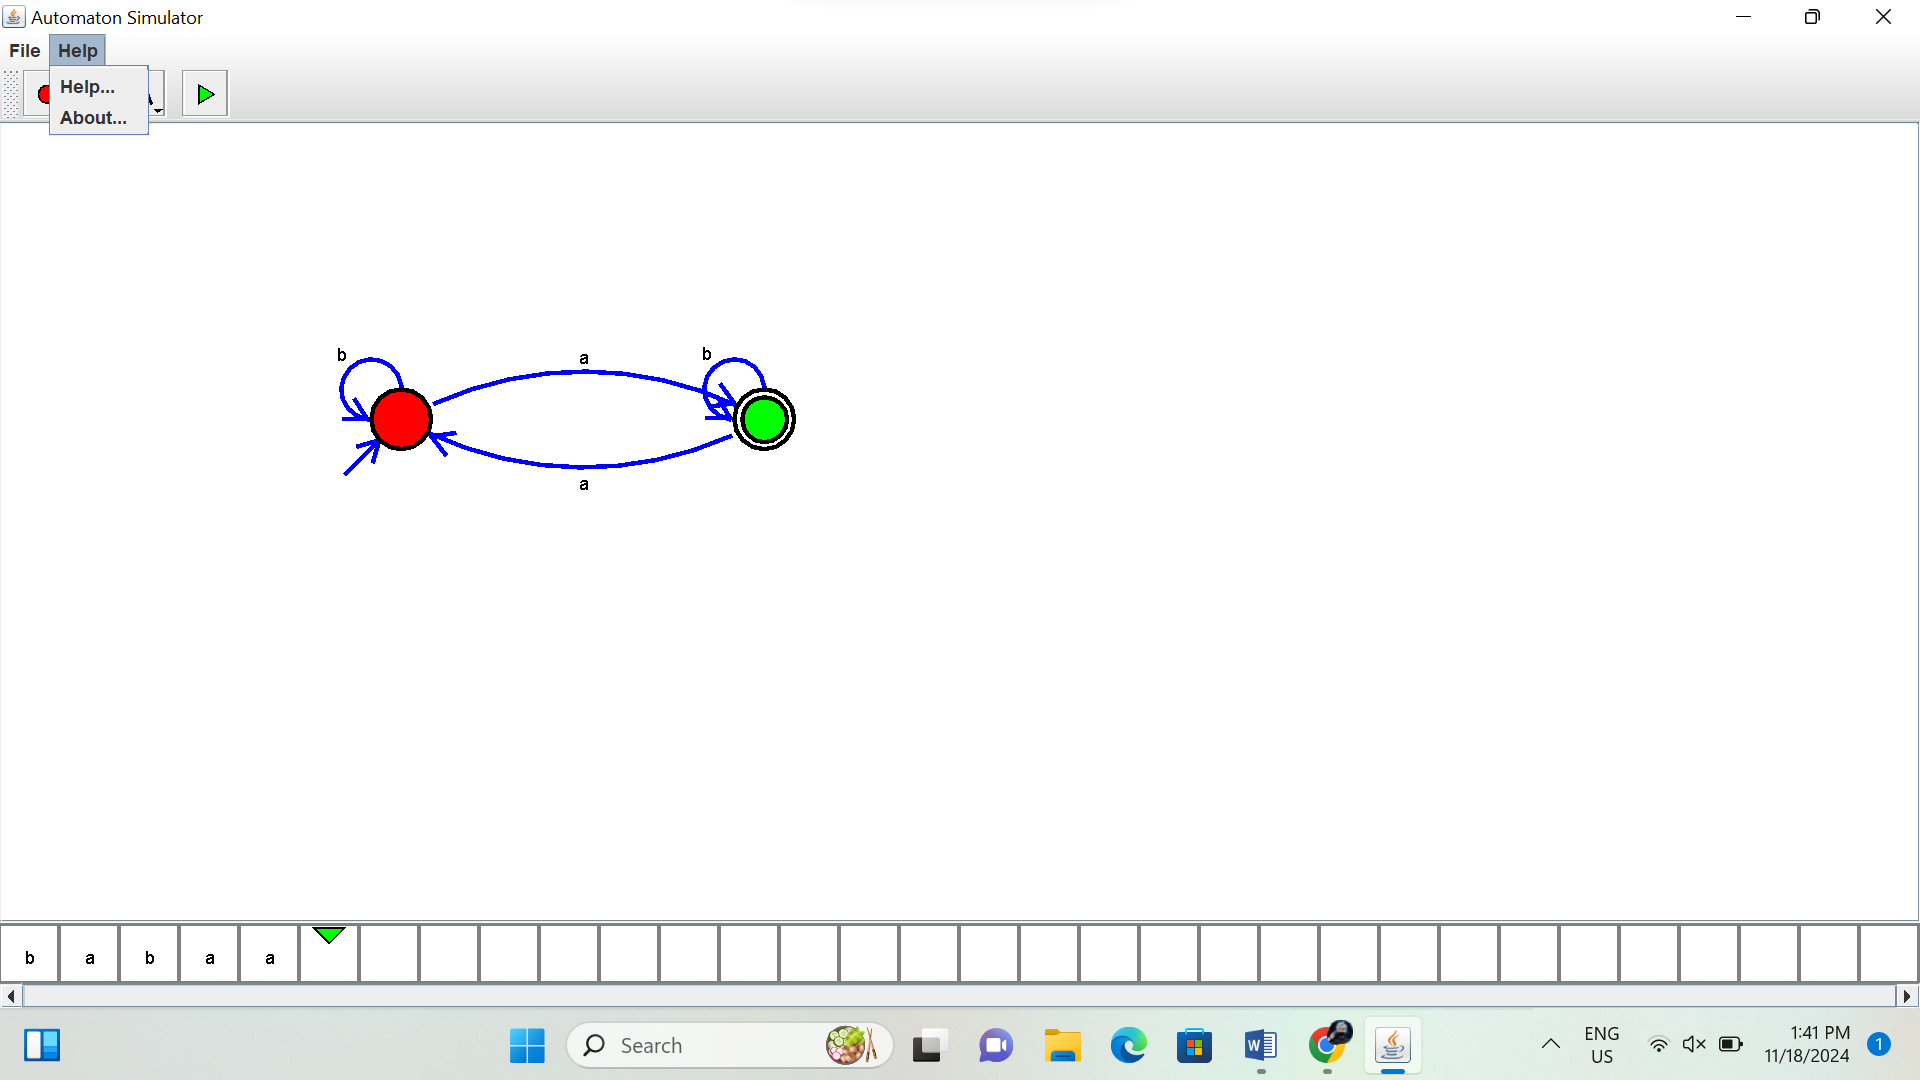 Automaton Simulator
File Help
Help...
About...
b
a
b
a
b a b a a
Search
ENG
US
1:41 PM
11/18/2024
1